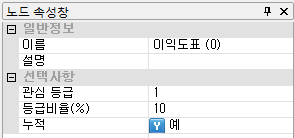 노드 속성창
일반정보
이름 이익도표 (0)
설명
선택사항
관심 등급 1
등급비율(%) 10
누적 Y 예